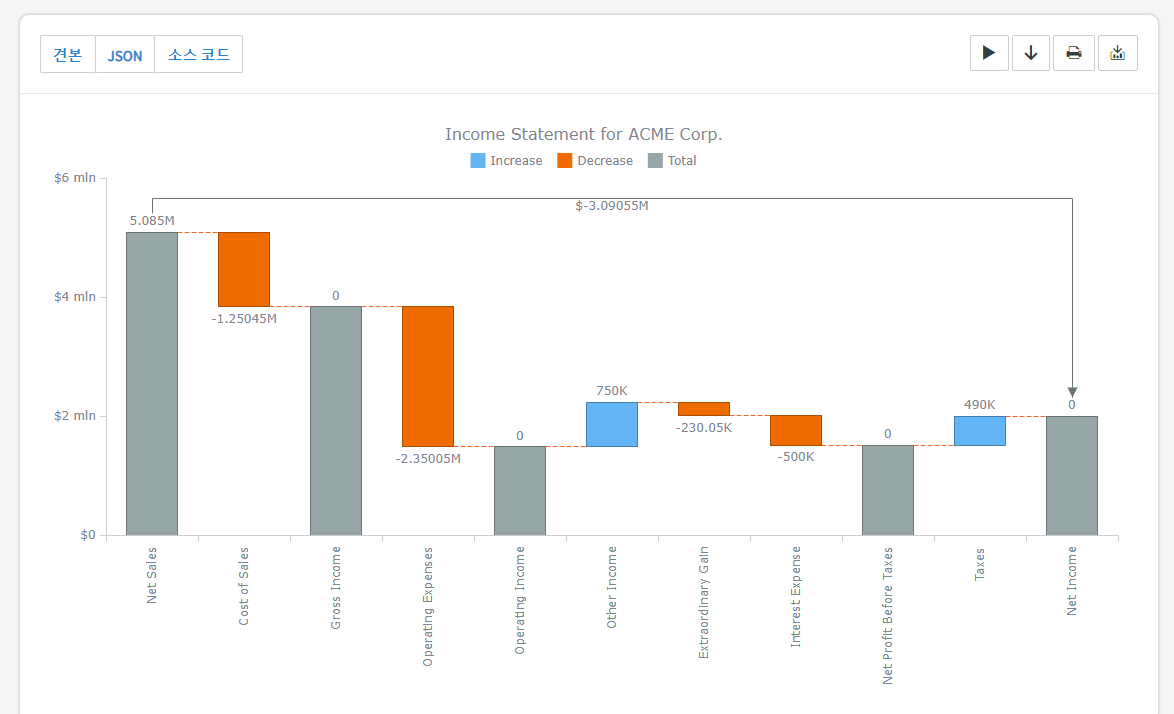 견본 JSON 소스 코드
Income Statement for ACME Corp.
Increase Decrease Total
$6 mln
$4 mln
$2 mln
$0
$-3.09055M
5.085M
-1.25045M
0
-2.35005M
0
750K
-230.05K
-500K
0
490K
0
Net Sales
Cost of Sales
Gross Income
Operating Expenses
Operating Income
Other Income
Extraordinary Gain
Interest Expense
Net Profit Before Taxes
Taxes
Net Income